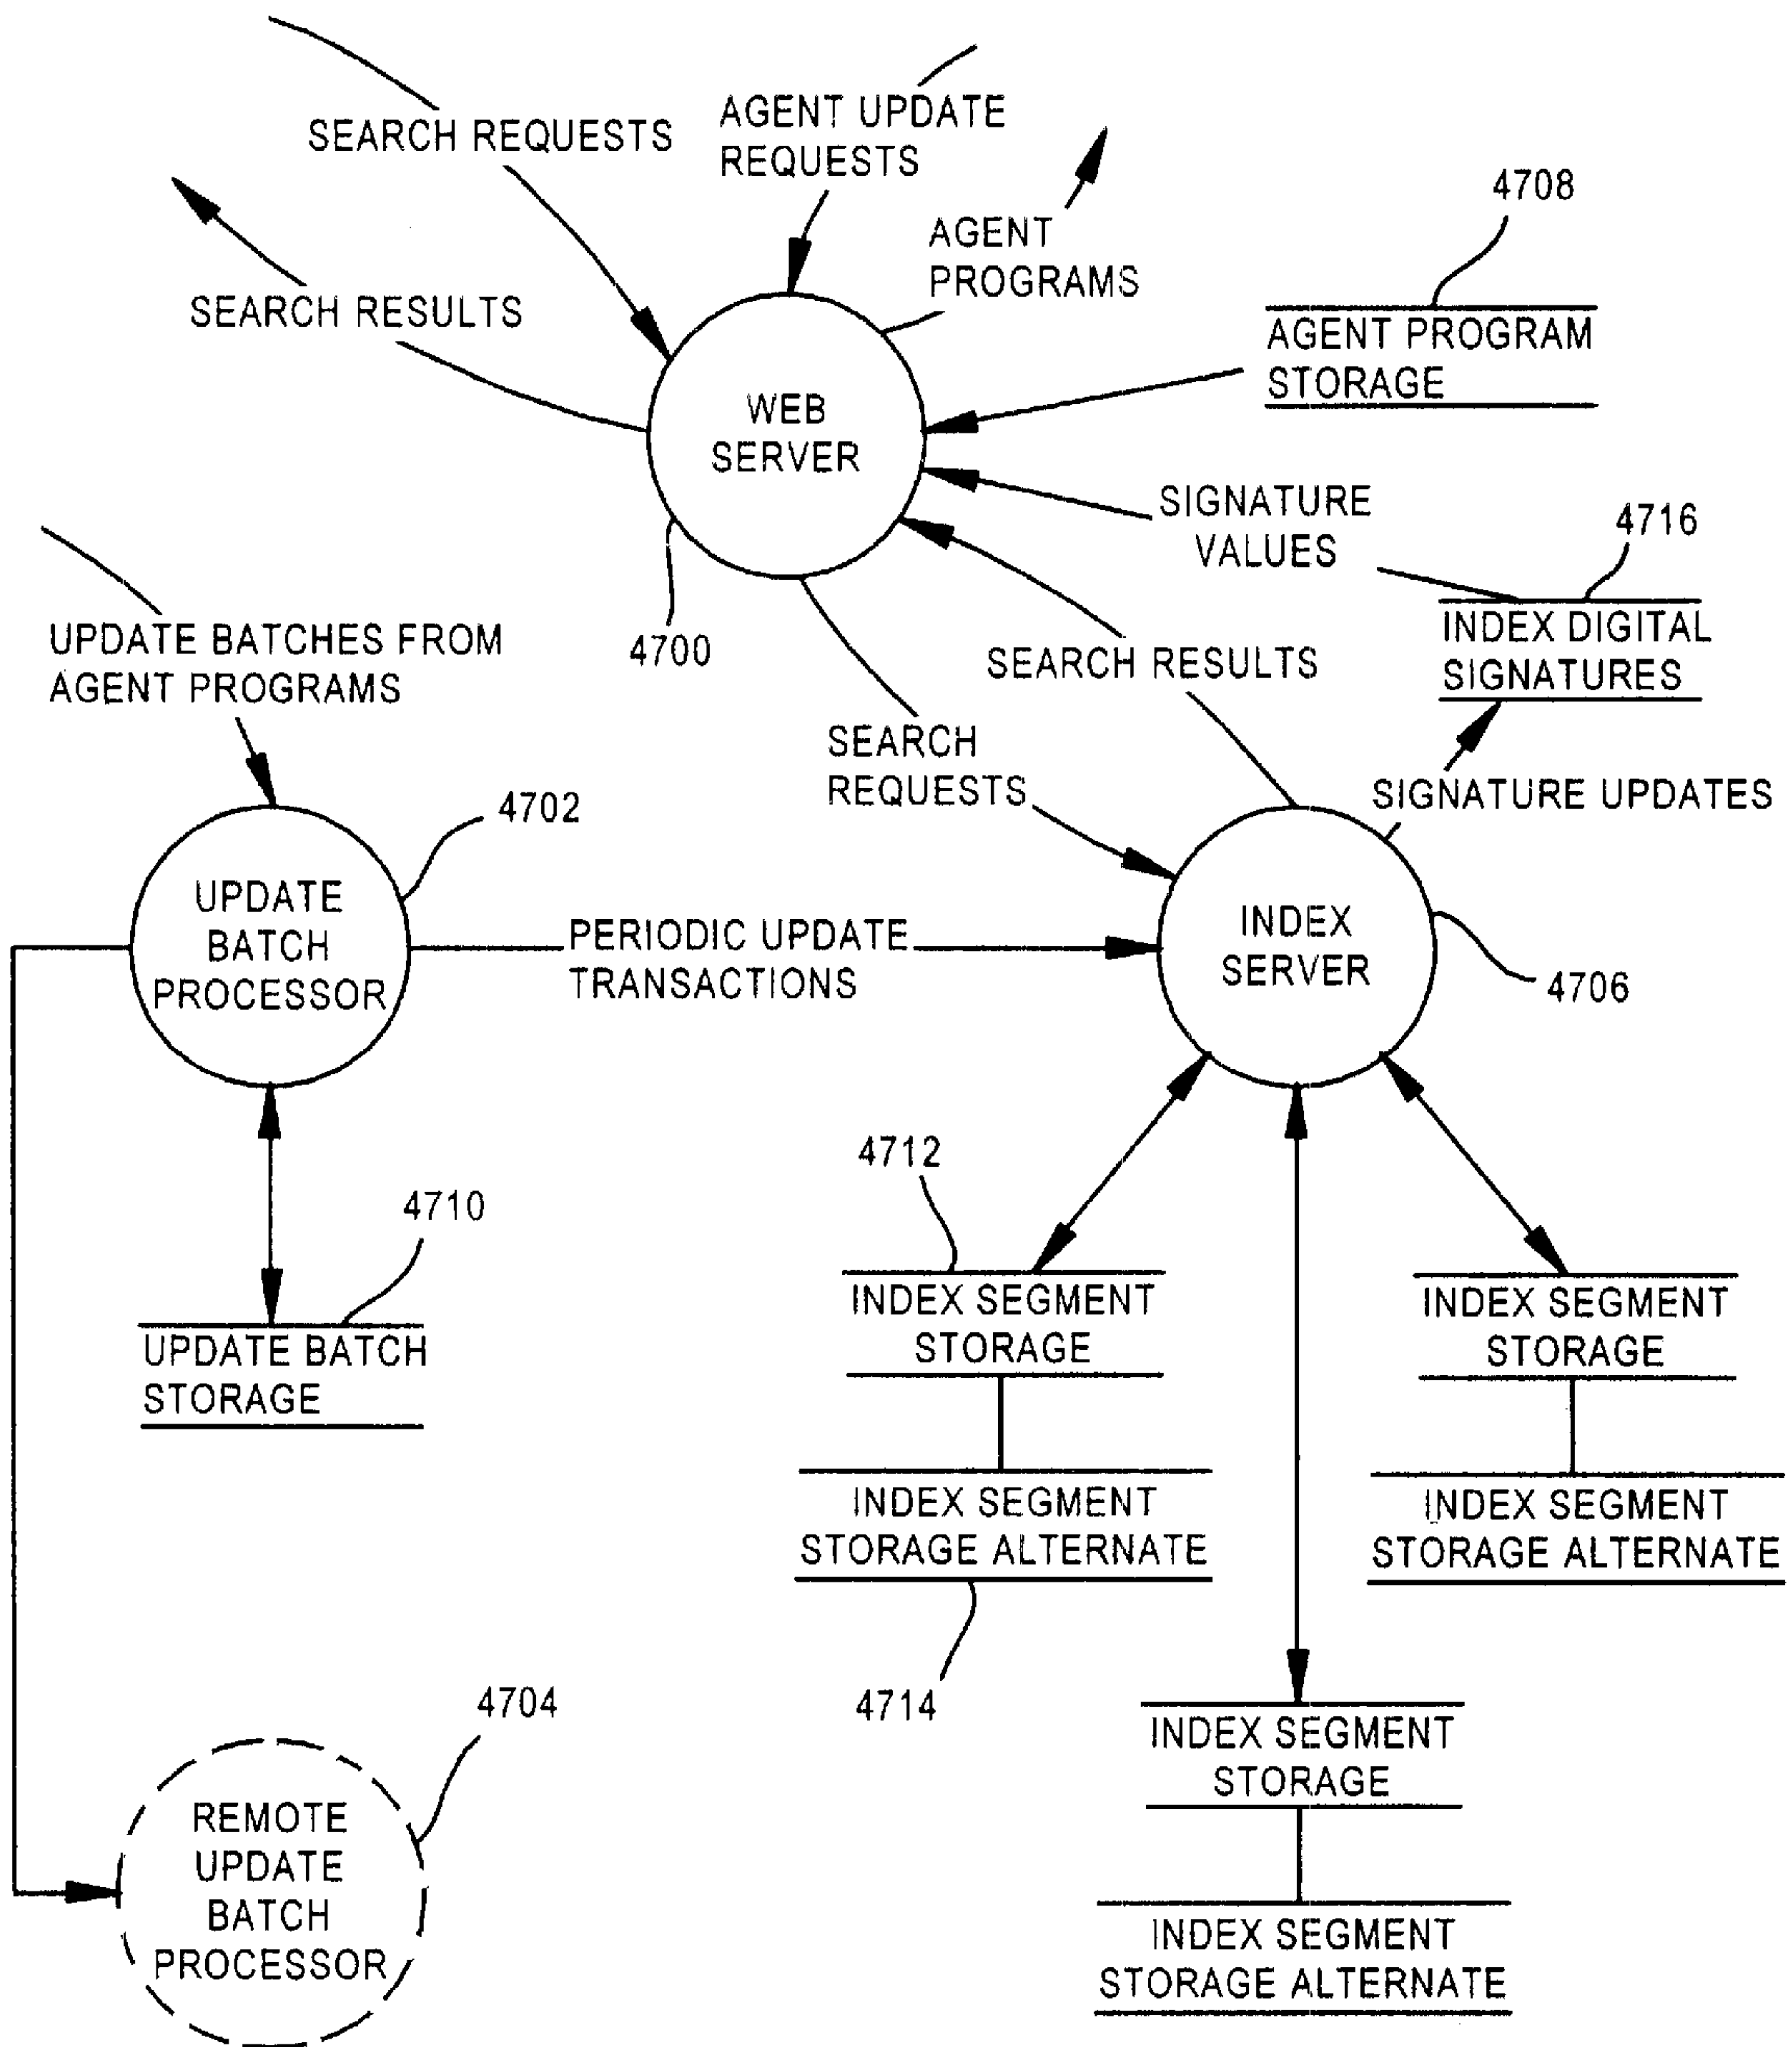 SEARCH REQUESTS
AGENT UPDATE
REQUESTS
4708
AGENT
PROGRAMS
SEARCH RESULTS
AGENT PROGRAM
STORAGE
WEB
SERVER
SIGNATURE
VALUES
4716
4700
UPDATE BATCHES FROM
AGENT PROGRAMS
SEARCH RESULTS
INDEX DIGITAL
SIGNATURES
SEARCH
REQUESTS
SIGNATURE UPDATES
4702
UPDATE
BATCH
PROCESSOR
PERIODIC UPDATE
TRANSACTIONS
INDEX
SERVER
4706
4712
4710
INDEX SEGMENT
STORAGE
INDEX SEGMENT
STORAGE
UPDATE BATCH
STORAGE
INDEX SEGMENT
STORAGE ALTERNATE
INDEX SEGMENT
STORAGE ALTERNATE
4714
4704
INDEX SEGMENT
STORAGE
REMOTE
UPDATE
BATCH
PROCESSOR
INDEX SEGMENT
STORAGE ALTERNATE